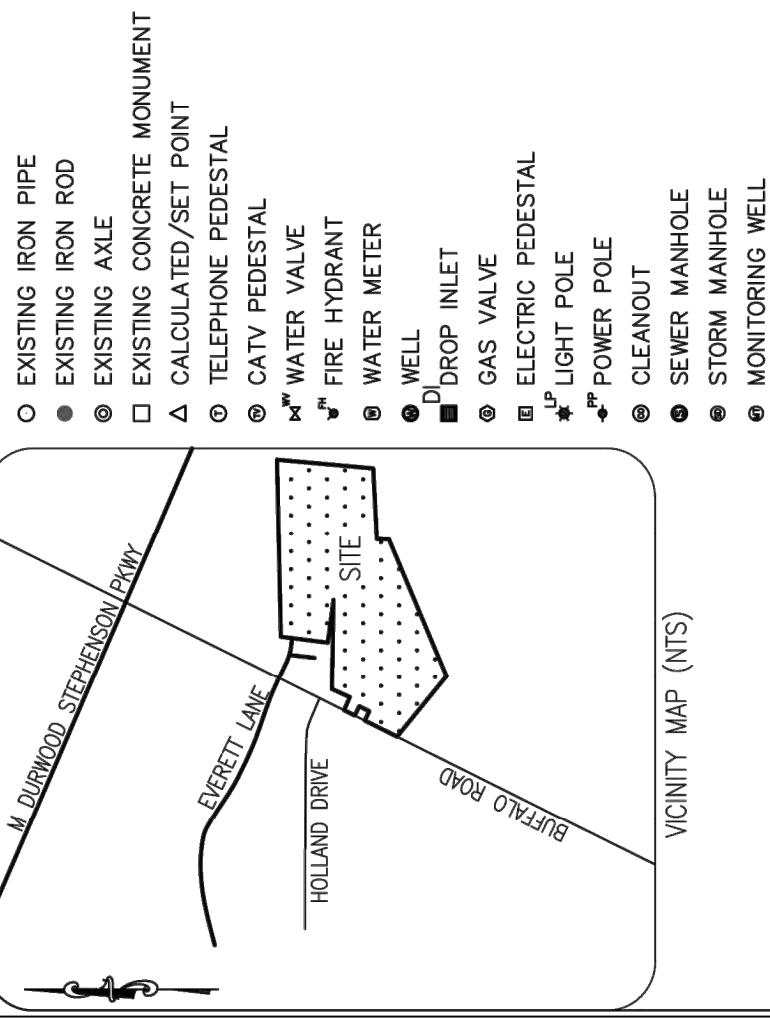 M DURWOOD STEPHENSON PKWY
EVERETT LANE
HOLLAND DRIVE
BUFFALO ROAD
SITE
VICINITY MAP (NTS)
EXISTING IRON PIPE
EXISTING IRON ROD
EXISTING AXLE
EXISTING CONCRETE MONUMENT
CALCULATED/SET POINT
T TELEPHONE PEDESTAL
TV CATV PEDESTAL
WV WATER VALVE
FH FIRE HYDRANT
W WATER METER
W WELL
DI DROP INLET
G GAS VALVE
E ELECTRIC PEDESTAL
LP LIGHT POLE
PP POWER POLE
CO CLEANOUT
S SEWER MANHOLE
SEWER MANHOLE